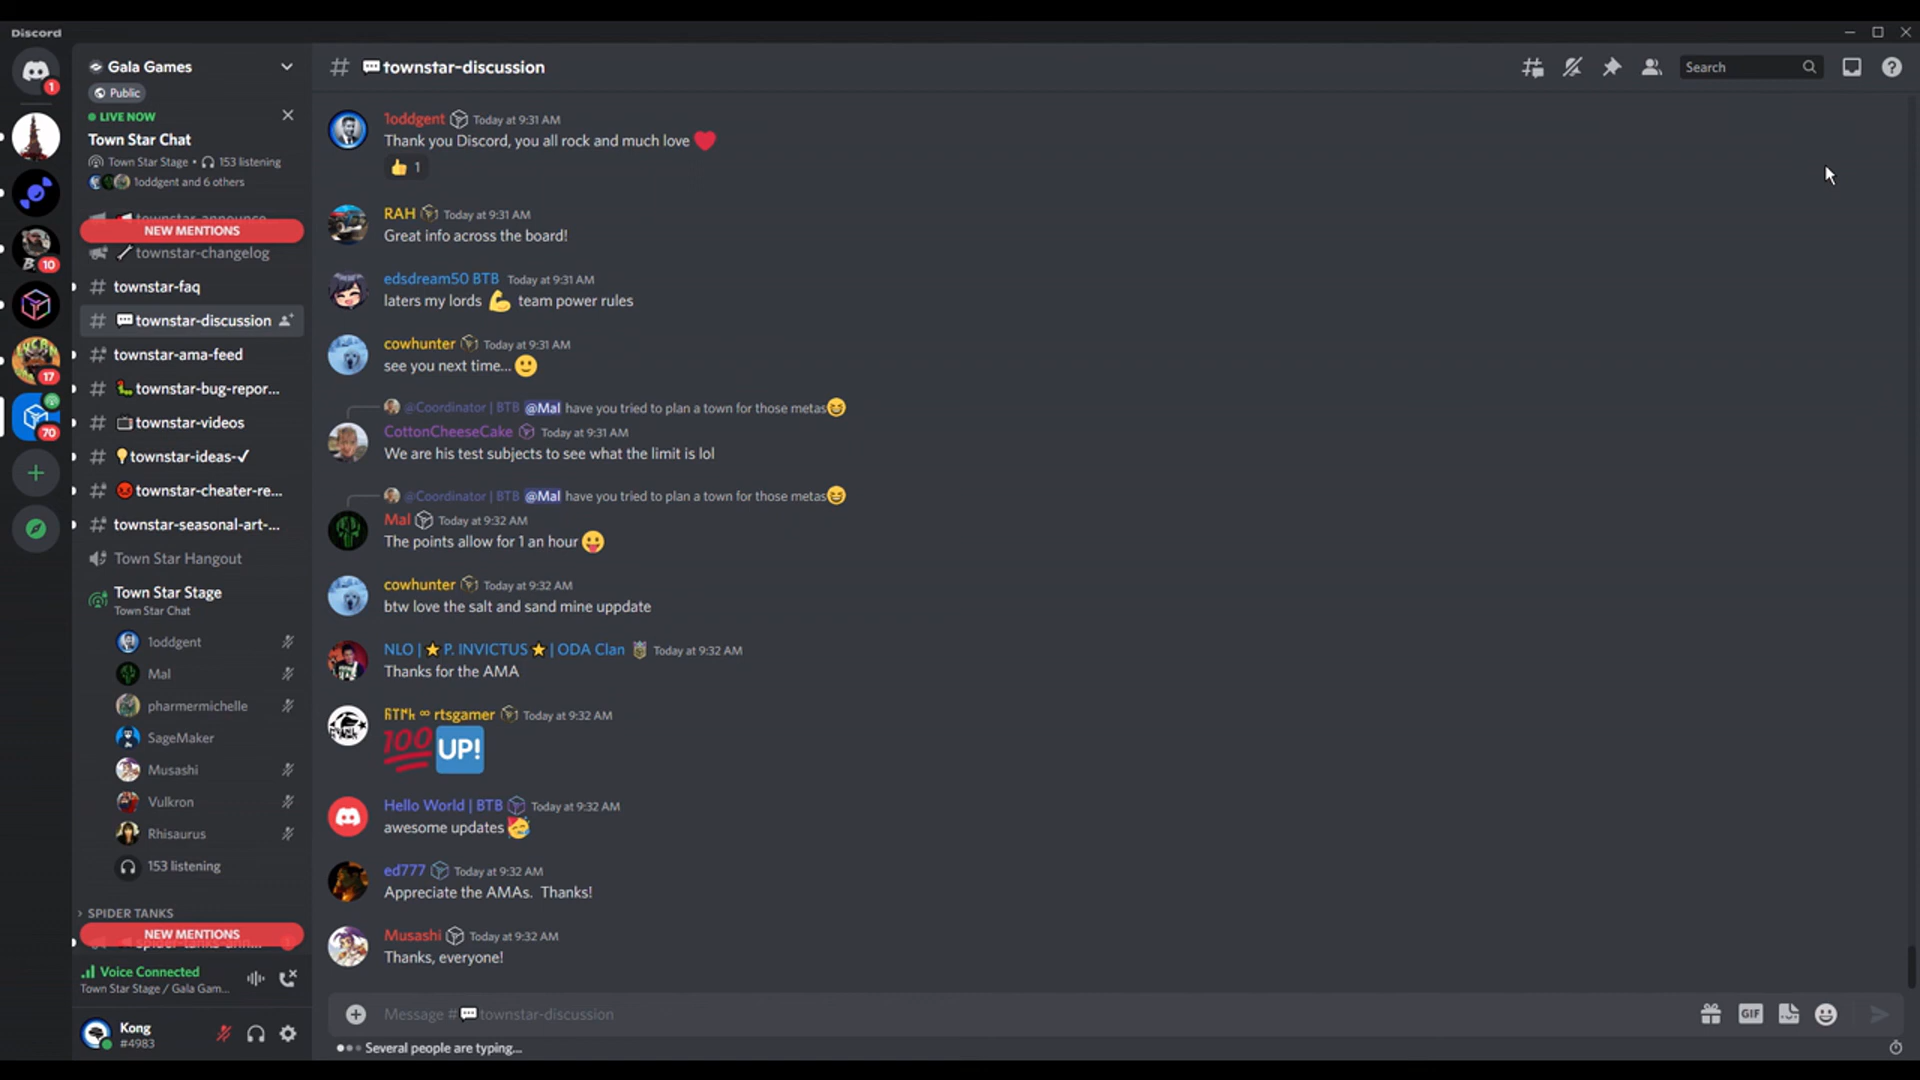 Discord
1
10
17
70
Gala Games
Public
LIVE NOW
Town Star Chat
Town Star Stage • 153 listening
1oddgent and 6 others
NEW MENTIONS
townstar-changelog
townstar-faq
townstar-discussion
townstar-ama-feed
townstar-bug-repor...
townstar-videos
townstar-ideas-✓
townstar-cheater-re...
townstar-seasonal-art-...
Town Star Hangout
Town Star Stage
Town Star Chat
1oddgent
Mal
pharmermichelle
SageMaker
Musashi
Vulkron
Rhisaurus
153 listening
SPIDER TANKS
NEW MENTIONS
Voice Connected
Town Star Stage / Gala Gam...
Kong
#4983
# townstar-discussion
Search
1oddgent Today at 9:31 AM
Thank you Discord, you all rock and much love ❤️
👍 1
RAH Today at 9:31 AM
Great info across the board!
edsdream50 BTB Today at 9:31 AM
laters my lords 💪 team power rules
cowhunter Today at 9:31 AM
see you next time... 🙂
@Coordinator | BTB @Mal have you tried to plan a town for those metas😆
CottonCheeseCake Today at 9:31 AM
We are his test subjects to see what the limit is lol
@Coordinator | BTB @Mal have you tried to plan a town for those metas😆
Mal Today at 9:32 AM
The points allow for 1 an hour 😛
cowhunter Today at 9:32 AM
btw love the salt and sand mine uppdate
NLO | ⭐ P. INVICTUS ⭐ | ODA Clan Today at 9:32 AM
Thanks for the AMA
∞ rtsgamer Today at 9:32 AM
💯 UP!
Hello World | BTB Today at 9:32 AM
awesome updates 🥳
ed777 Today at 9:32 AM
Appreciate the AMAs. Thanks!
Musashi Today at 9:32 AM
Thanks, everyone!
Message #💬townstar-discussion
GIF
Several people are typing...